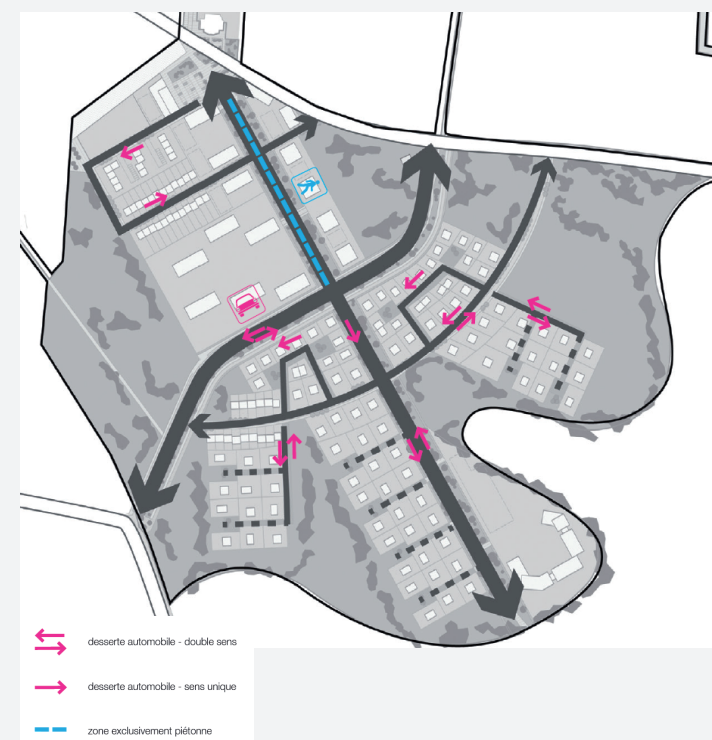 desserte automobile - double sens
desserte automobile - sens unique
zone exclusivement piétonne